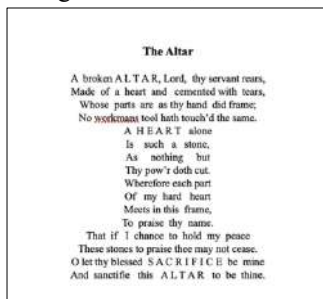 The Altar
A broken A L T A R, Lord, thy servant rears,
Made of a heart and cemented with tears,
Whose parts are as thy hand did frame;
No workmans tool hath touch'd the same.
A H E A R T alone
Is such a stone,
As nothing but
Thy pow'r doth cut.
Wherefore each part
Of my hard heart
Meets in this frame,
To praise thy name.
That if I chance to hold my peace
These stones to praise thee may not cease.
O let thy blessed S A C R I F I C E be mine
And sanctifie this A L T A R to be thine.